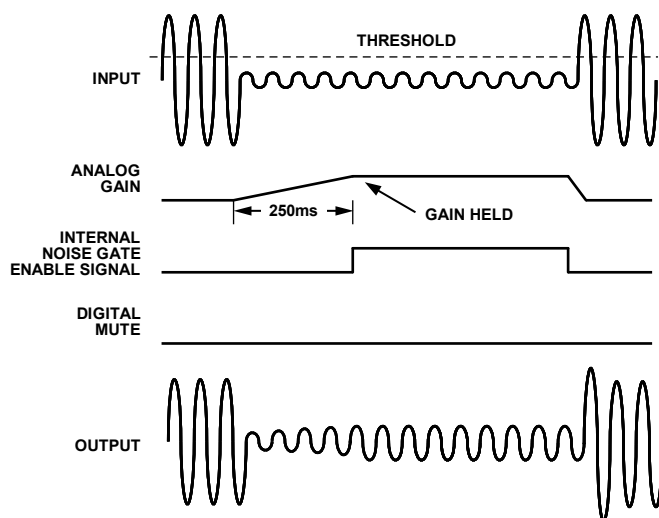 THRESHOLD
INPUT
ANALOG
GAIN
250ms
GAIN HELD
INTERNAL
NOISE GATE
ENABLE SIGNAL
DIGITAL
MUTE
OUTPUT